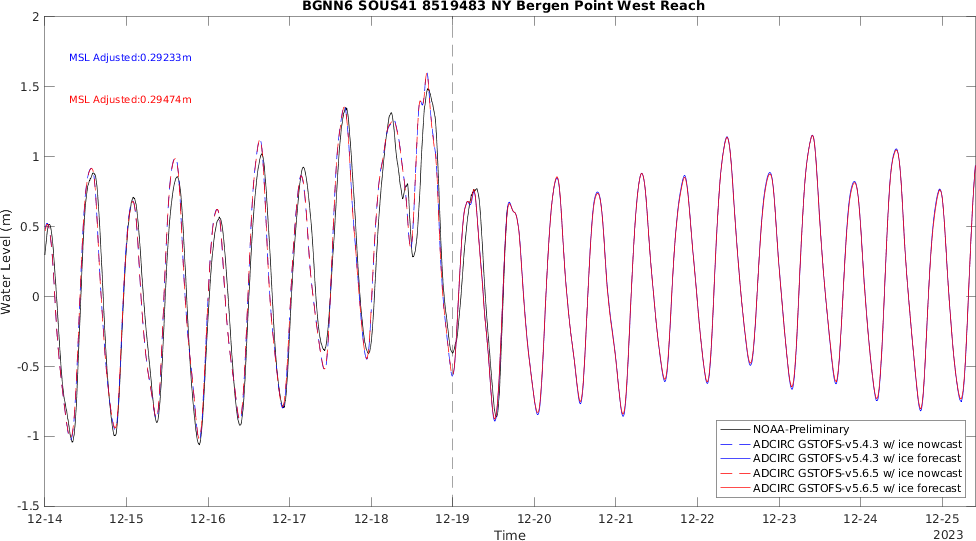 BGNN6 SOUS41 8519483 NY Bergen Point West Reach
2
MSL Adjusted:0.29233m
1.5
MSL Adjusted:0.29474m
1
0.5
Water Level (m)
0
-0.5
-1
NOAA-Preliminary
ADCIRC GSTOFS-v5.4.3 w/ ice nowcast
ADCIRC GSTOFS-v5.4.3 w/ ice forecast
ADCIRC GSTOFS-v5.6.5 w/ ice nowcast
ADCIRC GSTOFS-v5.6.5 w/ ice forecast
-1.5
12-14 12-15 12-16 12-17 12-18 12-19 12-20 12-21 12-22 12-23 12-24 12-25
Time
2023